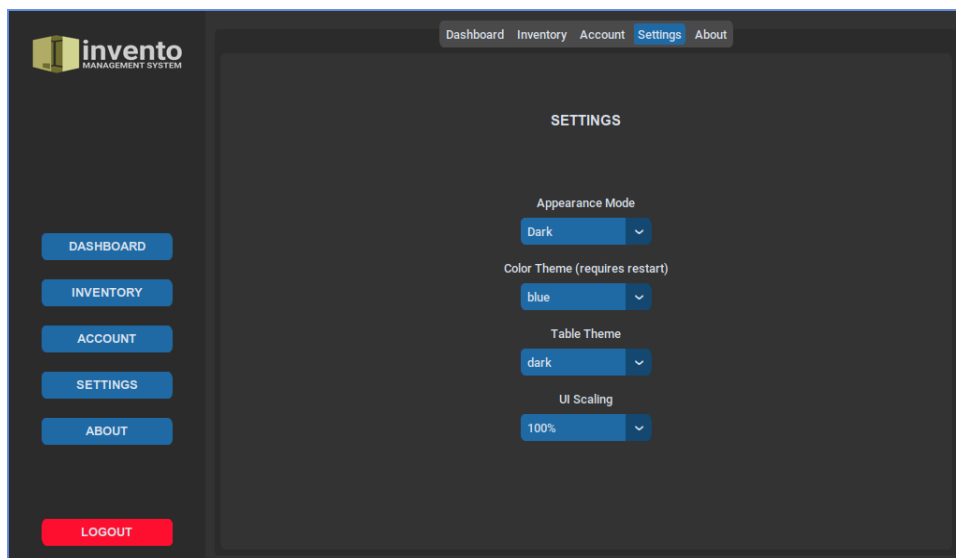 invento
MANAGEMENT SYSTEM
Dashboard Inventory Account Settings About
SETTINGS
Appearance Mode
Dark
Color Theme (requires restart)
blue
Table Theme
dark
UI Scaling
100%
DASHBOARD
INVENTORY
ACCOUNT
SETTINGS
ABOUT
LOGOUT